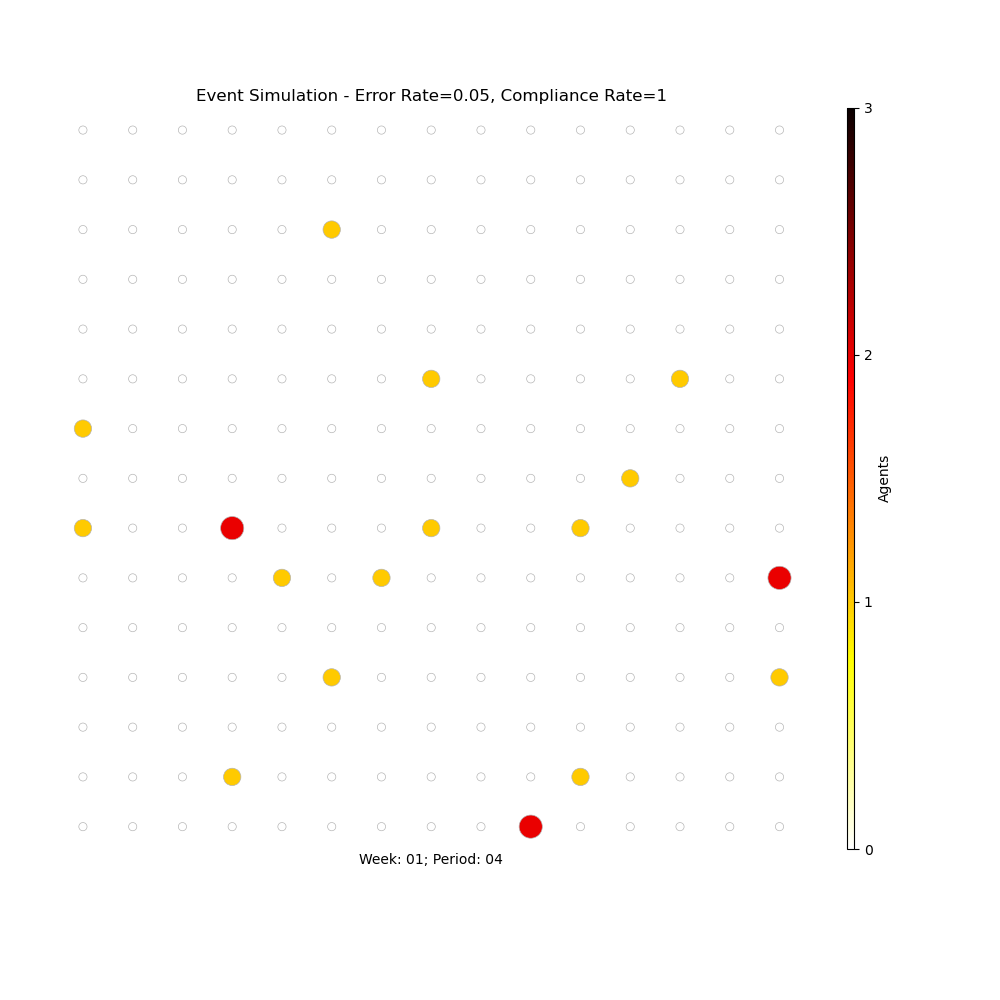 Event Simulation - Error Rate=0.05, Compliance Rate=1
3
2
Agents
1
0
Week: 01; Period: 04